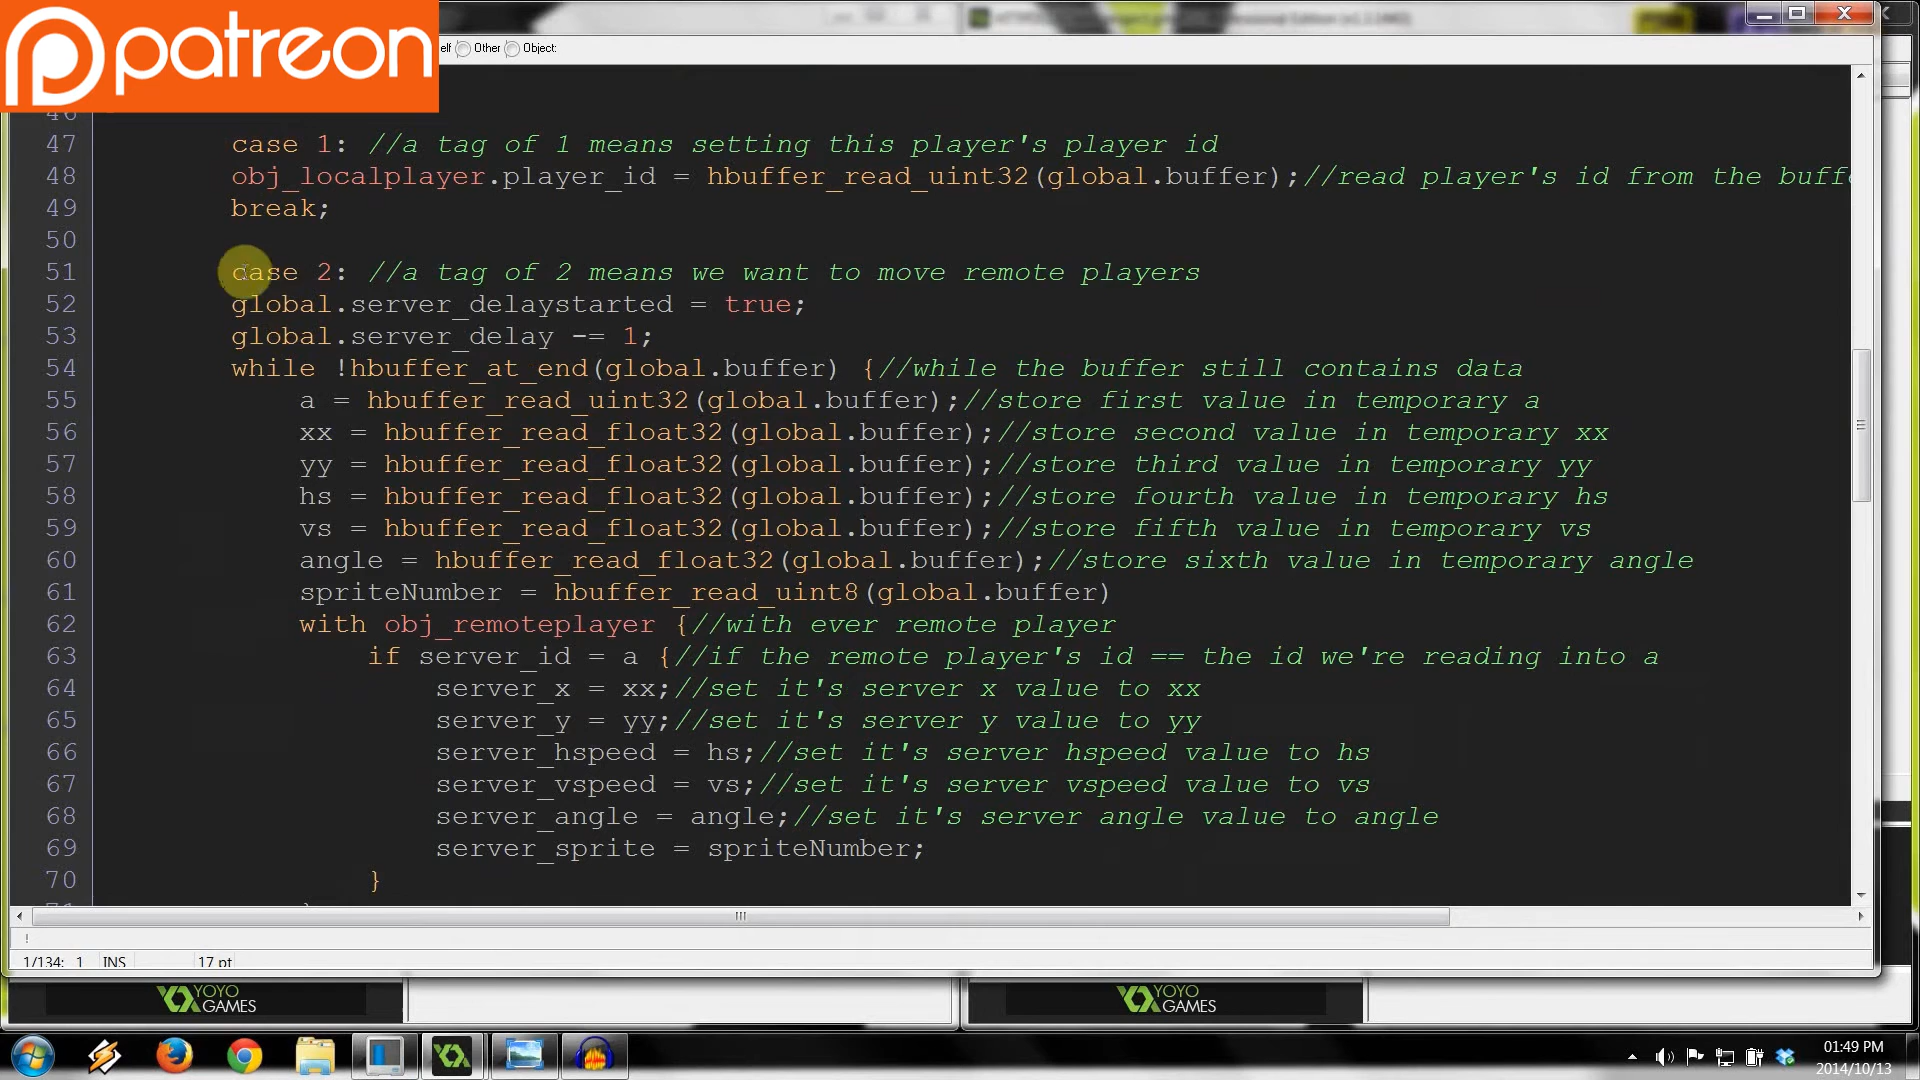 patreon
elf Other Object:
46
47 case 1: //a tag of 1 means setting this player's player id
48 obj_localplayer.player_id = hbuffer_read_uint32(global.buffer);//read player's id from the buff
49 break;
50
51 case 2: //a tag of 2 means we want to move remote players
52 global.server_delaystarted = true;
53 global.server_delay -= 1;
54 while !hbuffer_at_end(global.buffer) {//while the buffer still contains data
55 a = hbuffer_read_uint32(global.buffer);//store first value in temporary a
56 xx = hbuffer_read_float32(global.buffer);//store second value in temporary xx
57 yy = hbuffer_read_float32(global.buffer);//store third value in temporary yy
58 hs = hbuffer_read_float32(global.buffer);//store fourth value in temporary hs
59 vs = hbuffer_read_float32(global.buffer);//store fifth value in temporary vs
60 angle = hbuffer_read_float32(global.buffer);//store sixth value in temporary angle
61 spriteNumber = hbuffer_read_uint8(global.buffer)
62 with obj_remoteplayer {//with ever remote player
63 if server_id = a {//if the remote player's id == the id we're reading into a
64 server_x = xx;//set it's server x value to xx
65 server_y = yy;//set it's server y value to yy
66 server_hspeed = hs;//set it's server hspeed value to hs
67 server_vspeed = vs;//set it's server vspeed value to vs
68 server_angle = angle;//set it's server angle value to angle
69 server_sprite = spriteNumber;
70 }
1/134: 1 INS 17 pt
YOYO GAMES
YOYO GAMES
01:49 PM
2014/10/13